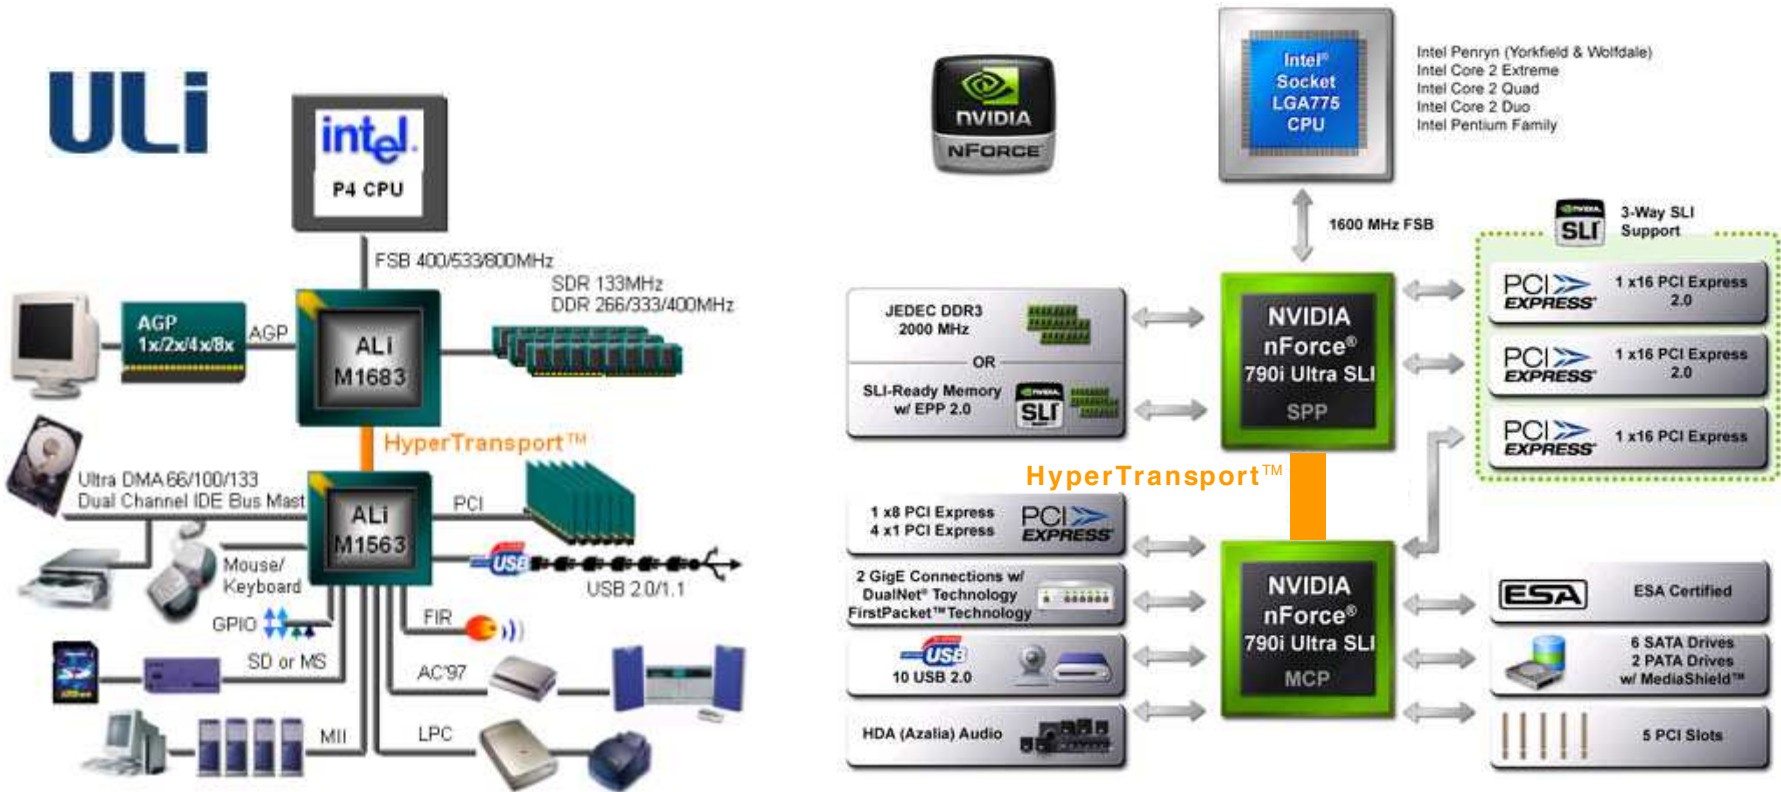 ULi
intel.
P4 CPU
FSB 400/533/800MHz
SDR 133MHz
DDR 266/333/400MHz
AGP
1x/2x/4x/8x
AGP
ALi
M1683
HyperTransport™
Ultra DMA 66/100/133
Dual Channel IDE Bus Mast
ALi
M1563
PCI
USB
USB 2.0/1.1
Mouse/
Keyboard
GPIO
FIR
SD or MS
AC'97
MII
LPC
NVIDIA
NFORCE
Intel®
Socket
LGA775
CPU
Intel Penryn (Yorkfield & Wolfdale)
Intel Core 2 Extreme
Intel Core 2 Quad
Intel Core 2 Duo
Intel Pentium Family
1600 MHz FSB
NVIDIA
SLI
3-Way SLI
Support
PCI
EXPRESS
1 x16 PCI Express
2.0
PCI
EXPRESS
1 x16 PCI Express
2.0
PCI
EXPRESS
1 x16 PCI Express
JEDEC DDR3
2000 MHz
OR
SLI-Ready Memory
w/ EPP 2.0
NVIDIA
SLI
NVIDIA
nForce®
790i Ultra SLI
SPP
HyperTransport™
1 x8 PCI Express
4 x1 PCI Express
PCI
EXPRESS
2 GigE Connections w/
DualNet® Technology
FirstPacket™Technology
USB
10 USB 2.0
HDA (Azalia) Audio
NVIDIA
nForce®
790i Ultra SLI
MCP
ESA
ESA Certified
6 SATA Drives
2 PATA Drives
w/ MediaShield™
5 PCI Slots